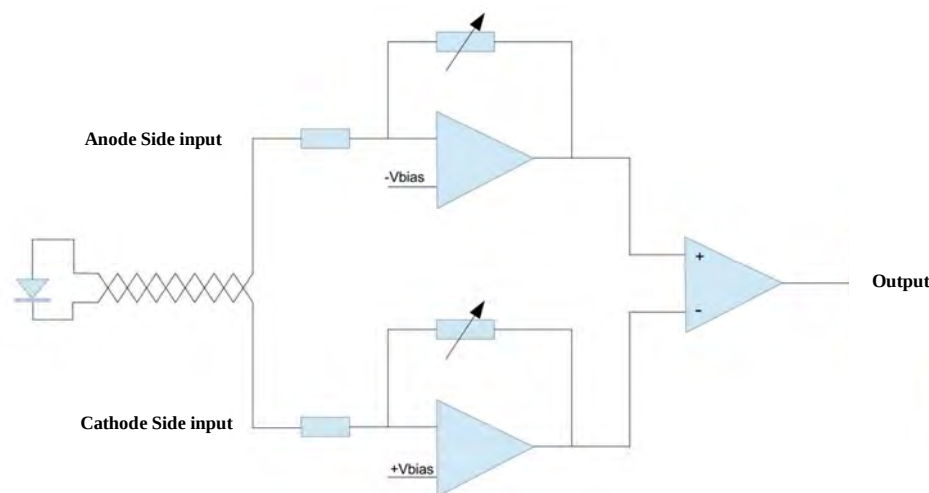 Anode Side input
-Vbias
+
-
Output
Cathode Side input
+Vbias